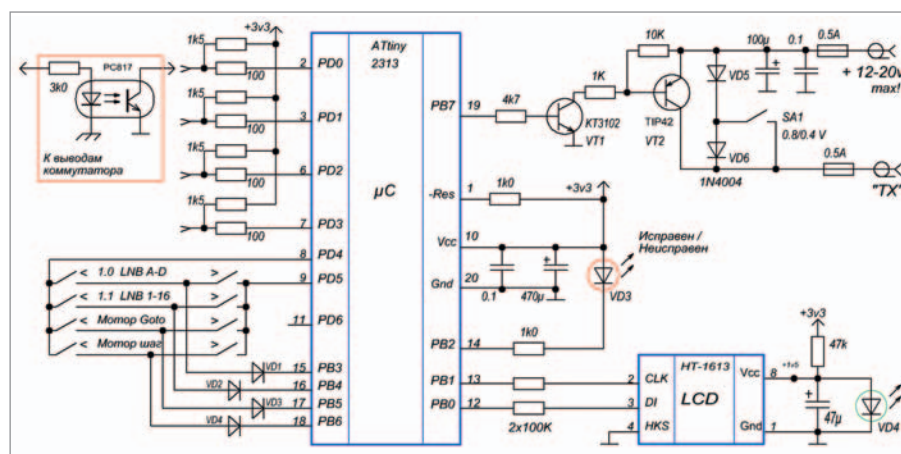 +3v3
1k5
PC817
3k0
100
2
PD0
1k5
100
3
PD1
1k5
100
6
PD2
1k5
100
7
PD3
К выводам
коммутатора
ATtiny
2313
µC
8
PD4
9
PD5
11
PD6
15
PB3
16
PB4
17
PB5
18
PB6
< 1.0 LNB A-D >
< 1.1 LNB 1-16 >
< Мотор Goto >
< Мотор шаг >
VD1
VD2
VD3
VD4
PB7
19
4k7
1K
10K
КТ3102
VT1
TIP42
VT2
VD5
VD6
1N4004
100µ
+
0.1
0.5A
+ 12-20v
max!
SA1
0.8/0.4 V
0.5A
"TX"
-Res
1
1k0
+3v3
Vcc
10
Gnd
20
0.1
+
470µ
Исправен /
Неисправен
VD3
PB2
14
1k0
PB1
13
PB0
12
2x100K
2
CLK
3
DI
4
HKS
HT-1613
LCD
Vcc
8
Gnd
1
+3v3
47k
+1v5
+
47µ
VD4